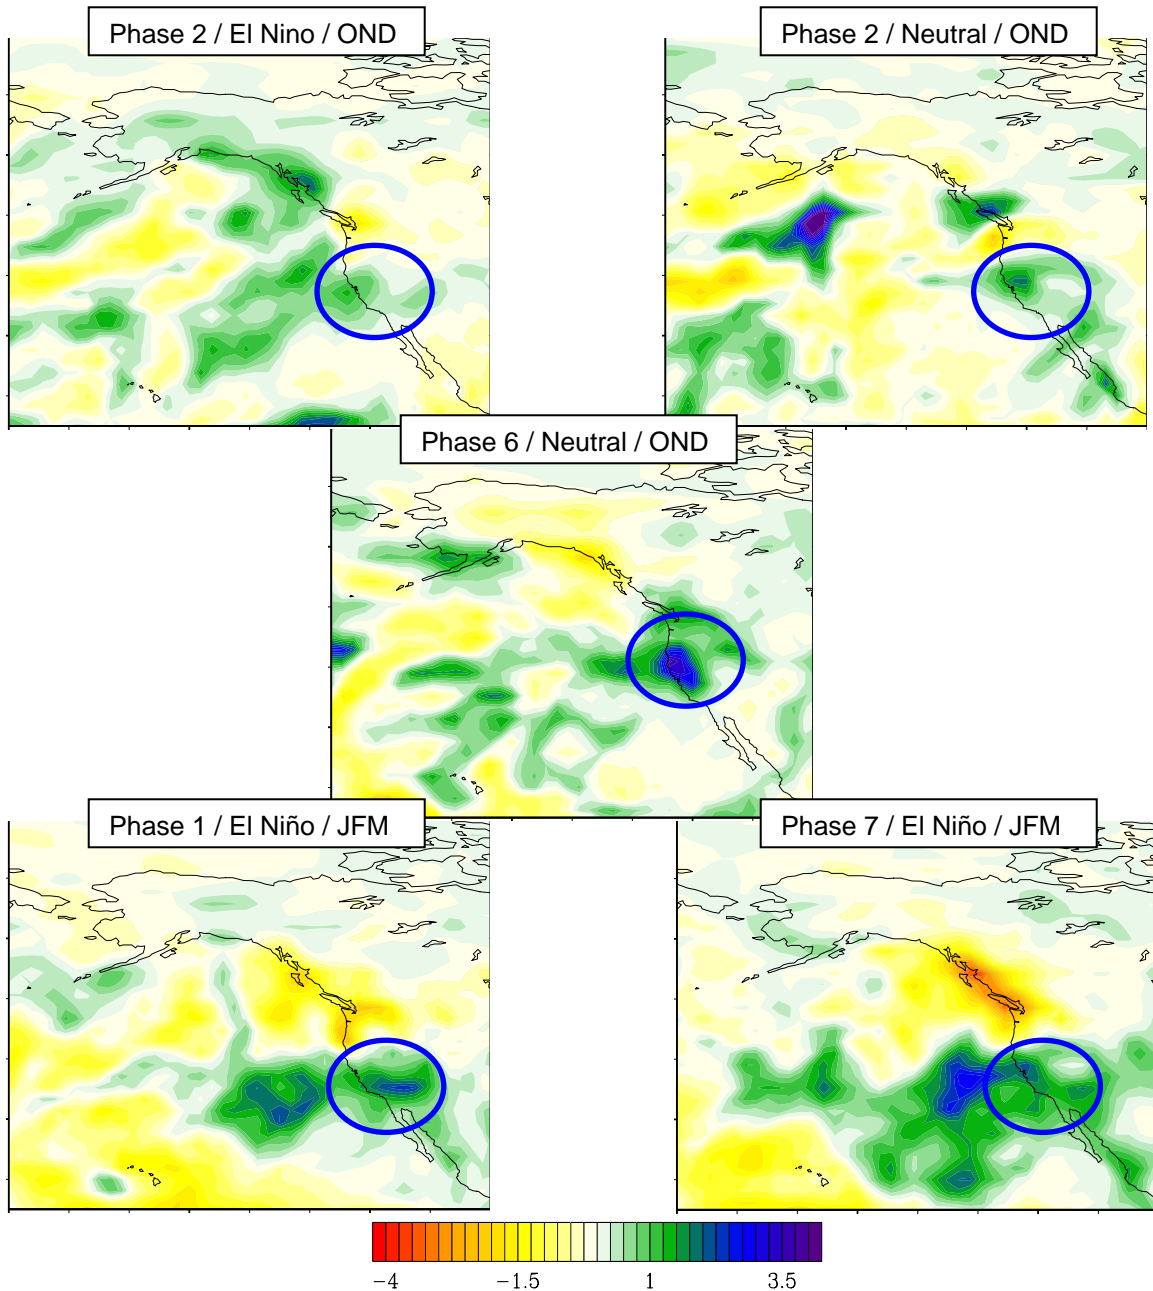 Phase 2 / El Nino / OND
Phase 2 / Neutral / OND
Phase 6 / Neutral / OND
Phase 1 / El Niño / JFM
Phase 7 / El Niño / JFM
−4 −1.5 1 3.5